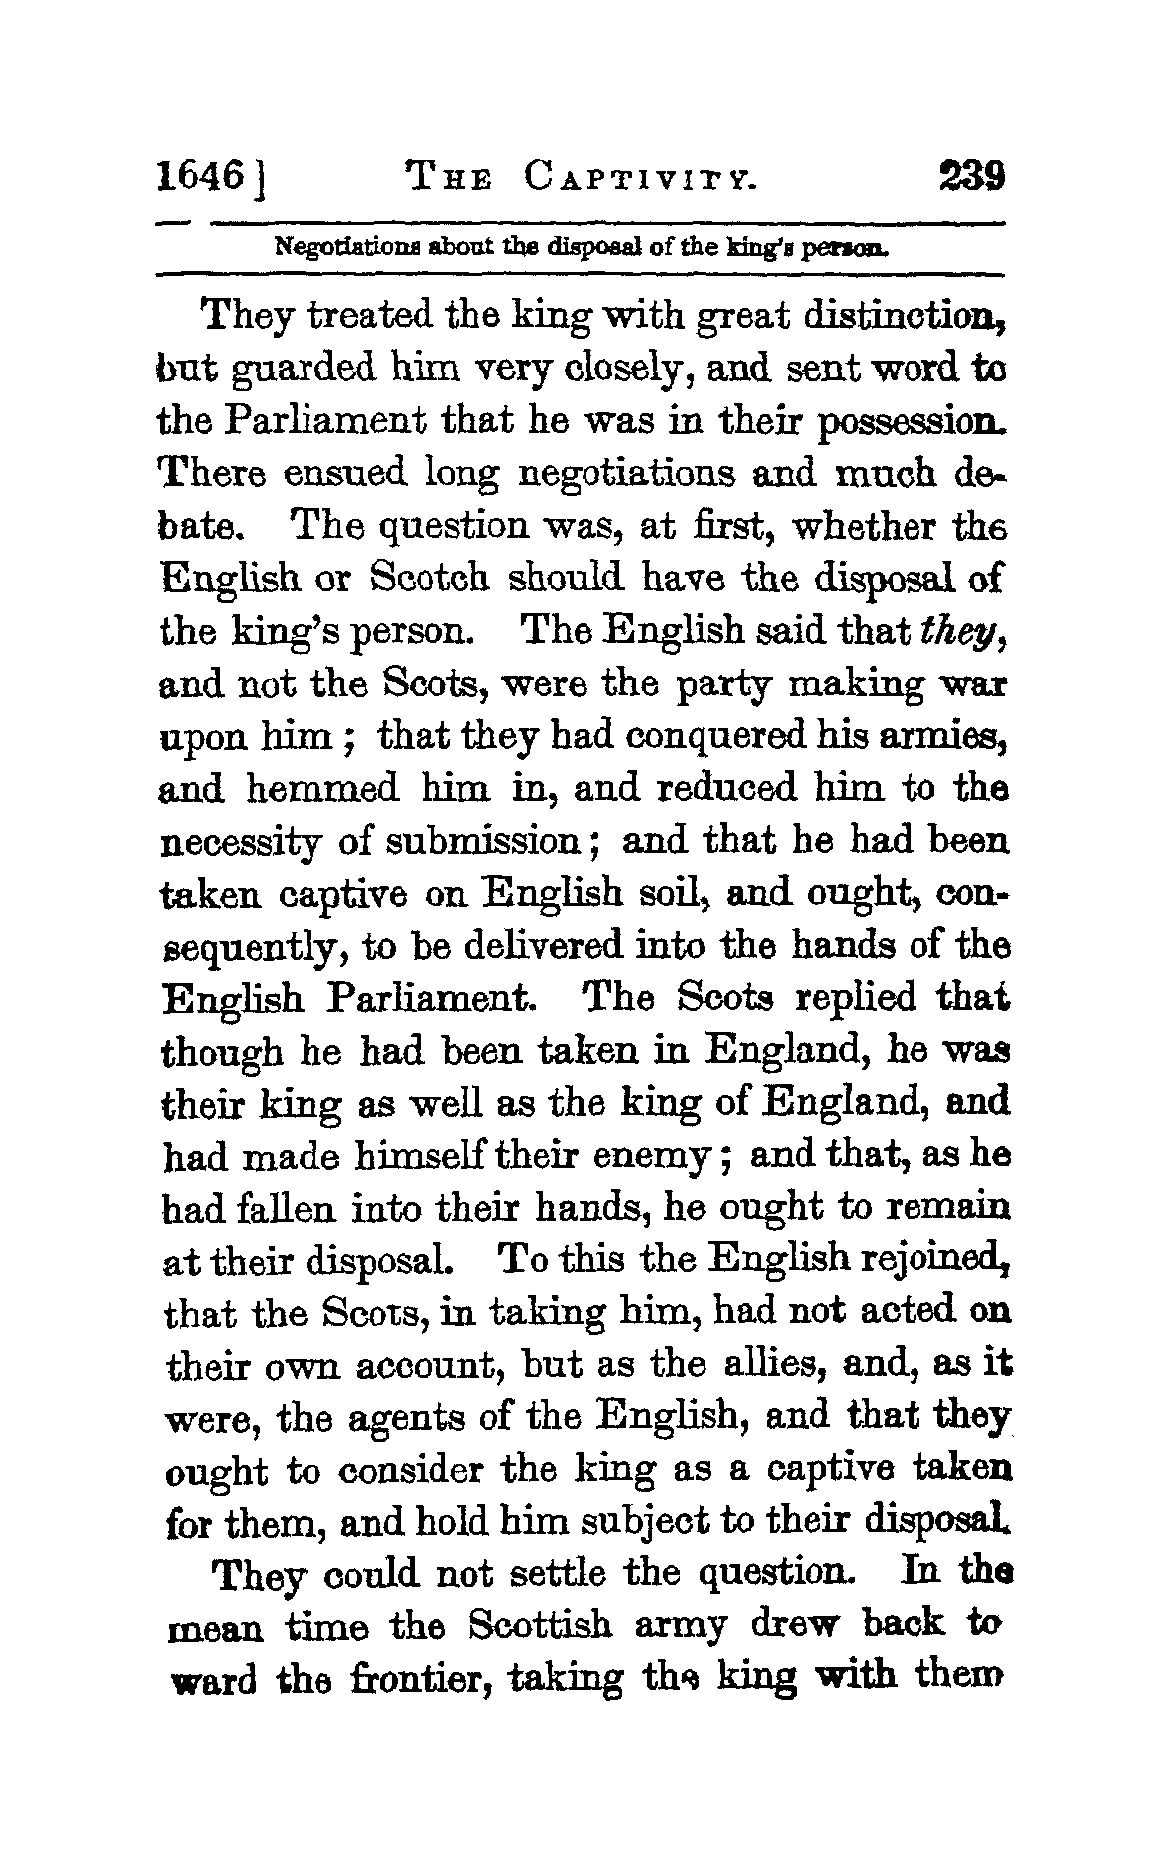 1646] THE CAPTIVITY. 239
Negotiations about the disposal of the king's person.
They treated the king with great distinction,
but guarded him very closely, and sent word to
the Parliament that he was in their possession.
There ensued long negotiations and much de-
bate. The question was, at first, whether the
English or Scotch should have the disposal of
the king's person. The English said that they,
and not the Scots, were the party making war
upon him; that they had conquered his armies,
and hemmed him in, and reduced him to the
necessity of submission; and that he had been
taken captive on English soil, and ought, con-
sequently, to be delivered into the hands of the
English Parliament. The Scots replied that
though he had been taken in England, he was
their king as well as the king of England, and
had made himself their enemy; and that, as he
had fallen into their hands, he ought to remain
at their disposal. To this the English rejoined,
that the Scots, in taking him, had not acted on
their own account, but as the allies, and, as it
were, the agents of the English, and that they
ought to consider the king as a captive taken
for them, and hold him subject to their disposal.
They could not settle the question. In the
mean time the Scottish army drew back to
ward the frontier, taking the king with them